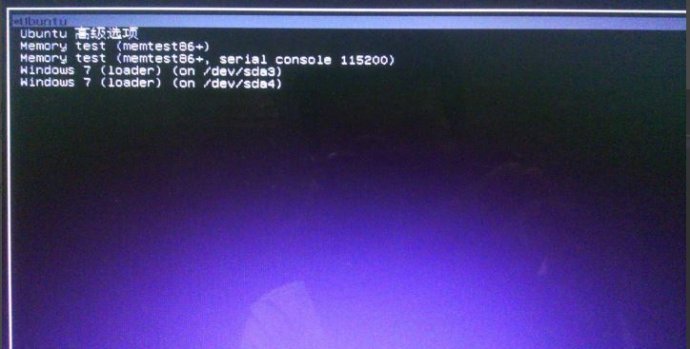 *Ubuntu
Ubuntu 高级选项
Memory test (memtest86+)
Memory test (memtest86+, serial console 115200)
Windows 7 (loader) (on /dev/sda3)
Windows 7 (loader) (on /dev/sda4)